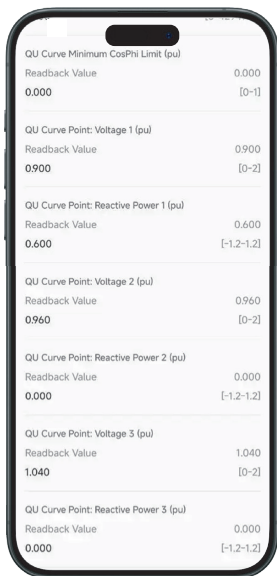 QU Curve Minimum CosPhi Limit (pu)
Readback Value 0.000
0.000 [0-1]
QU Curve Point: Voltage 1 (pu)
Readback Value 0.900
0.900 [0-2]
QU Curve Point: Reactive Power 1 (pu)
Readback Value 0.600
0.600 [-1.2-1.2]
QU Curve Point: Voltage 2 (pu)
Readback Value 0.960
0.960 [0-2]
QU Curve Point: Reactive Power 2 (pu)
Readback Value 0.000
0.000 [-1.2-1.2]
QU Curve Point: Voltage 3 (pu)
Readback Value 1.040
1.040 [0-2]
QU Curve Point: Reactive Power 3 (pu)
Readback Value 0.000
0.000 [-1.2-1.2]